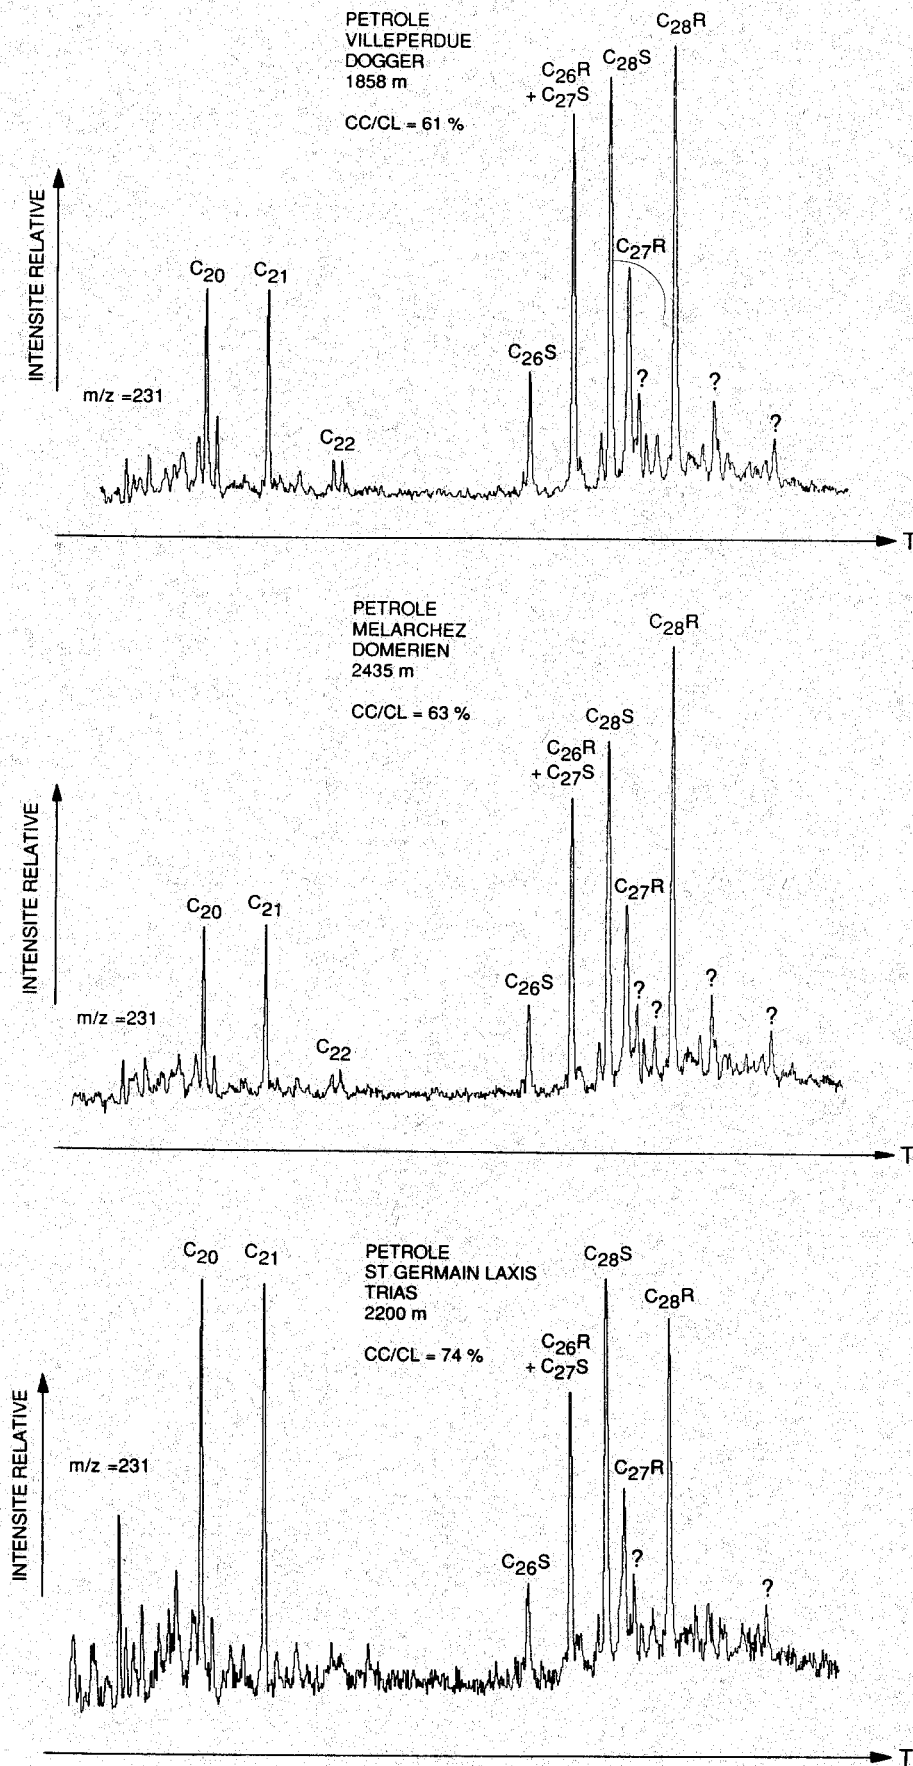 PETROLE
VILLEPERDUE
DOGGER
1858 m
CC/CL = 61 %
INTENSITE RELATIVE
m/z =231
C20
C21
C22
C26S
C26R
+ C27S
C28S
C27R
C28R
?
?
?
T
PETROLE
MELARCHEZ
DOMERIEN
2435 m
CC/CL = 63 %
INTENSITE RELATIVE
m/z =231
C20
C21
C22
C26S
C26R
+ C27S
C28S
C27R
C28R
?
?
?
?
T
PETROLE
ST GERMAIN LAXIS
TRIAS
2200 m
CC/CL = 74 %
INTENSITE RELATIVE
m/z =231
C20
C21
C26S
C26R
+ C27S
C28S
C27R
C28R
?
?
T